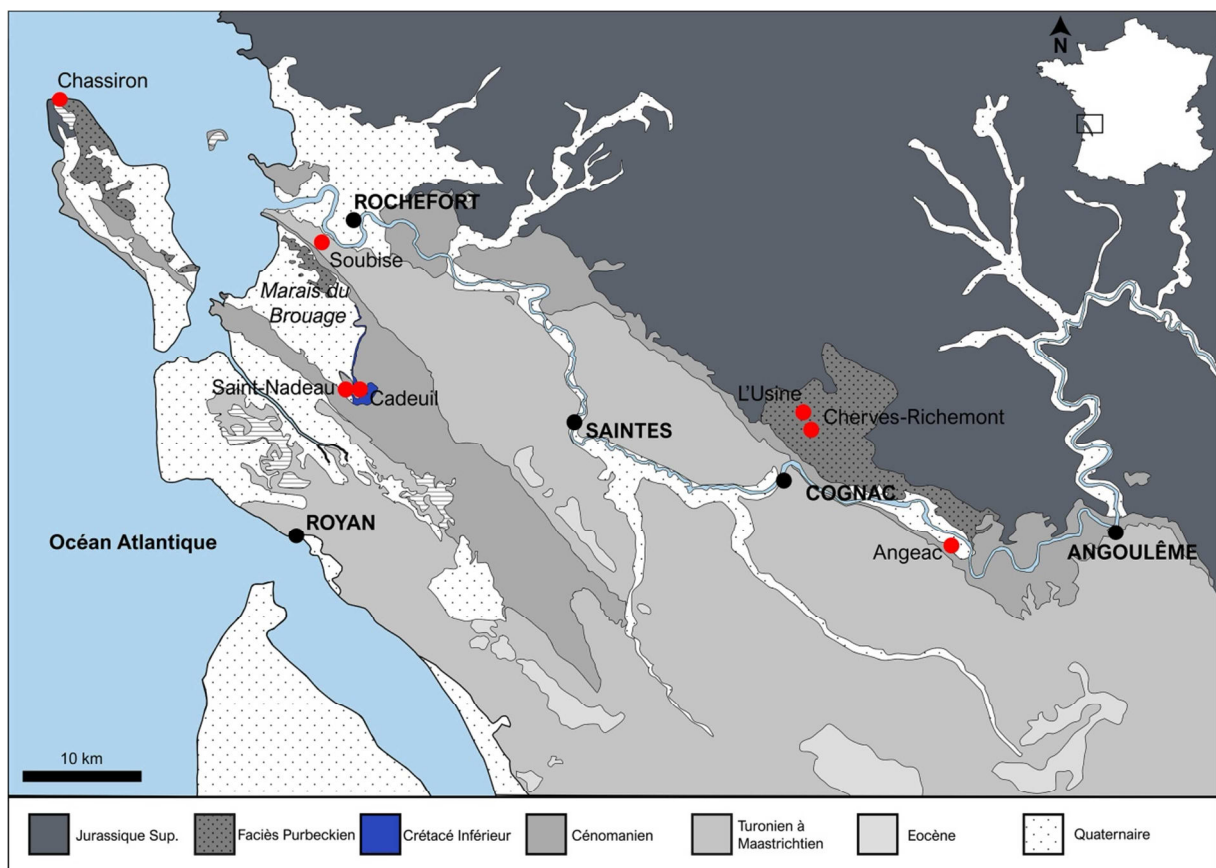 N
Chassiron
ROCHEFORT
Soubise
Marais du
Brouage
Saint-Nadeau
Cadeuil
L'Usine
Cherves-Richemont
SAINTES
COGNAC
ROYAN
Océan Atlantique
Angeac
ANGOULÊME
10 km
Jurassique Sup.
Faciès Purbeckien
Crétacé Inférieur
Cénomanien
Turonien à
Maastrichtien
Eocène
Quaternaire